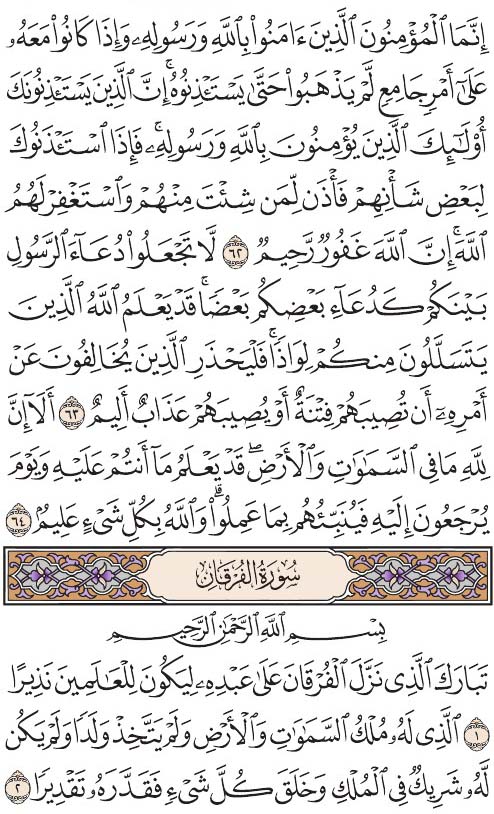 إِنَّمَا ٱلْمُؤْمِنُونَ ٱلَّذِينَ ءَامَنُوا۟ بِٱللَّهِ وَرَسُولِهِۦ وَإِذَا كَانُوا۟ مَعَهُۥ
عَلَىٰٓ أَمْرٍ جَامِعٍ لَّمْ يَذْهَبُوا۟ حَتَّىٰ يَسْتَـْٔذِنُوهُ ۚ إِنَّ ٱلَّذِينَ يَسْتَـْٔذِنُونَكَ
أُو۟لَـٰٓئِكَ ٱلَّذِينَ يُؤْمِنُونَ بِٱللَّهِ وَرَسُولِهِۦ ۚ فَإِذَا ٱسْتَـْٔذَنُوكَ
لِبَعْضِ شَأْنِهِمْ فَأْذَن لِّمَن شِئْتَ مِنْهُمْ وَٱسْتَغْفِرْ لَهُمُ
ٱللَّهَ ۚ إِنَّ ٱللَّهَ غَفُورٌ رَّحِيمٌ ٦٢ لَّا تَجْعَلُوا۟ دُعَآءَ ٱلرَّسُولِ
بَيْنَكُمْ كَدُعَآءِ بَعْضِكُم بَعْضًا ۚ قَدْ يَعْلَمُ ٱللَّهُ ٱلَّذِينَ
يَتَسَلَّلُونَ مِنكُمْ لِوَاذًا ۚ فَلْيَحْذَرِ ٱلَّذِينَ يُخَالِفُونَ عَنْ
أَمْرِهِۦٓ أَن تُصِيبَهُمْ فِتْنَةٌ أَوْ يُصِيبَهُمْ عَذَابٌ أَلِيمٌ ٦٣ أَلَآ إِنَّ
لِلَّهِ مَا فِى ٱلسَّمَـٰوَٰتِ وَٱلْأَرْضِ ۖ قَدْ يَعْلَمُ مَآ أَنتُمْ عَلَيْهِ وَيَوْمَ
يُرْجَعُونَ إِلَيْهِ فَيُنَبِّئُهُم بِمَا عَمِلُوا۟ ۗ وَٱللَّهُ بِكُلِّ شَىْءٍ عَلِيمٌۢ ٦٤
سُورَةُ الفُرْقَانِ
بِسْمِ ٱللَّهِ ٱلرَّحْمَـٰنِ ٱلرَّحِيمِ
تَبَارَكَ ٱلَّذِى نَزَّلَ ٱلْفُرْقَانَ عَلَىٰ عَبْدِهِۦ لِيَكُونَ لِلْعَـٰلَمِينَ نَذِيرًا
١ ٱلَّذِى لَهُۥ مُلْكُ ٱلسَّمَـٰوَٰتِ وَٱلْأَرْضِ وَلَمْ يَتَّخِذْ وَلَدًا وَلَمْ يَكُن
لَّهُۥ شَرِيكٌ فِى ٱلْمُلْكِ وَخَلَقَ كُلَّ شَىْءٍ فَقَدَّرَهُۥ تَقْدِيرًا ٢